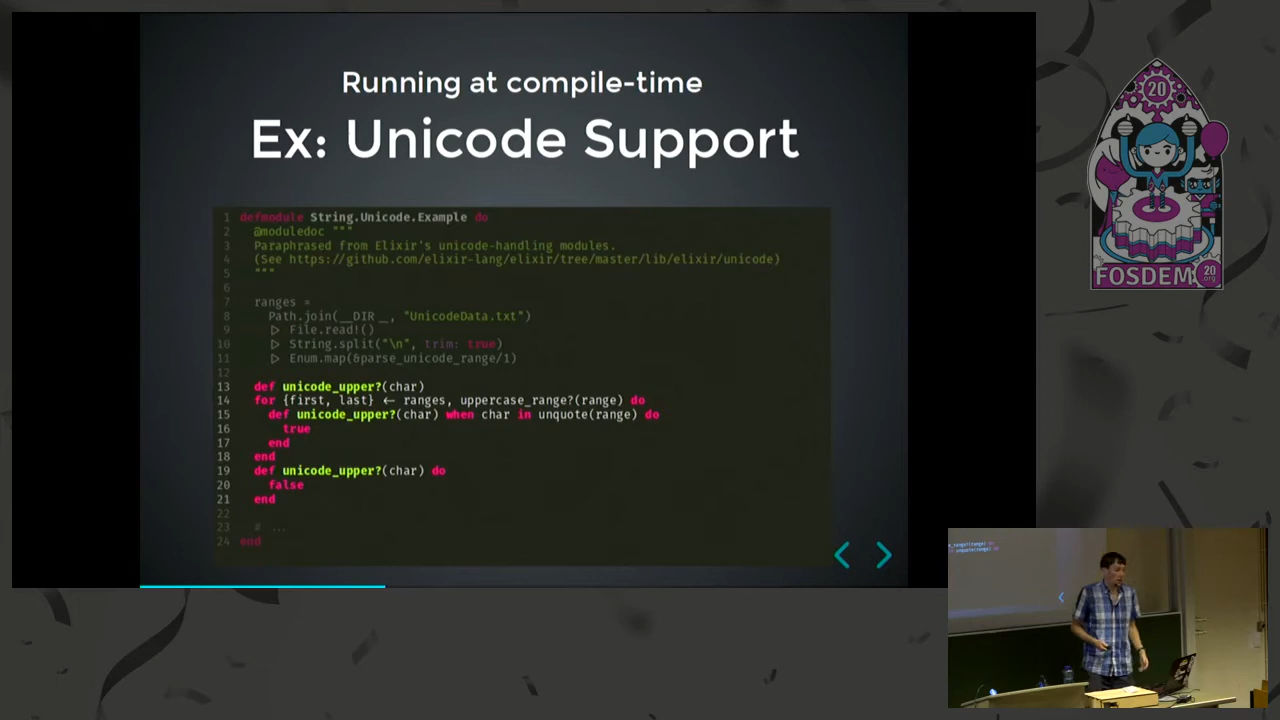 Running at compile-time
Ex: Unicode Support
1 defmodule String.Unicode.Example do
2 @moduledoc """
3 Paraphrased from Elixir's unicode-handling modules.
4 (See https://github.com/elixir-lang/elixir/tree/master/lib/elixir/unicode)
5 """
6
7 ranges =
8 Path.join(__DIR__, "UnicodeData.txt")
9 ▷ File.read!()
10 ▷ String.split("\n", trim: true)
11 ▷ Enum.map(&parse_unicode_range/1)
12
13 def unicode_upper?(char)
14 for {first, last} ← ranges, uppercase_range?(range) do
15 def unicode_upper?(char) when char in unquote(range) do
16 true
17 end
18 end
19 def unicode_upper?(char) do
20 false
21 end
22
23 # ...
24 end
20
FOSDEM 20
.org